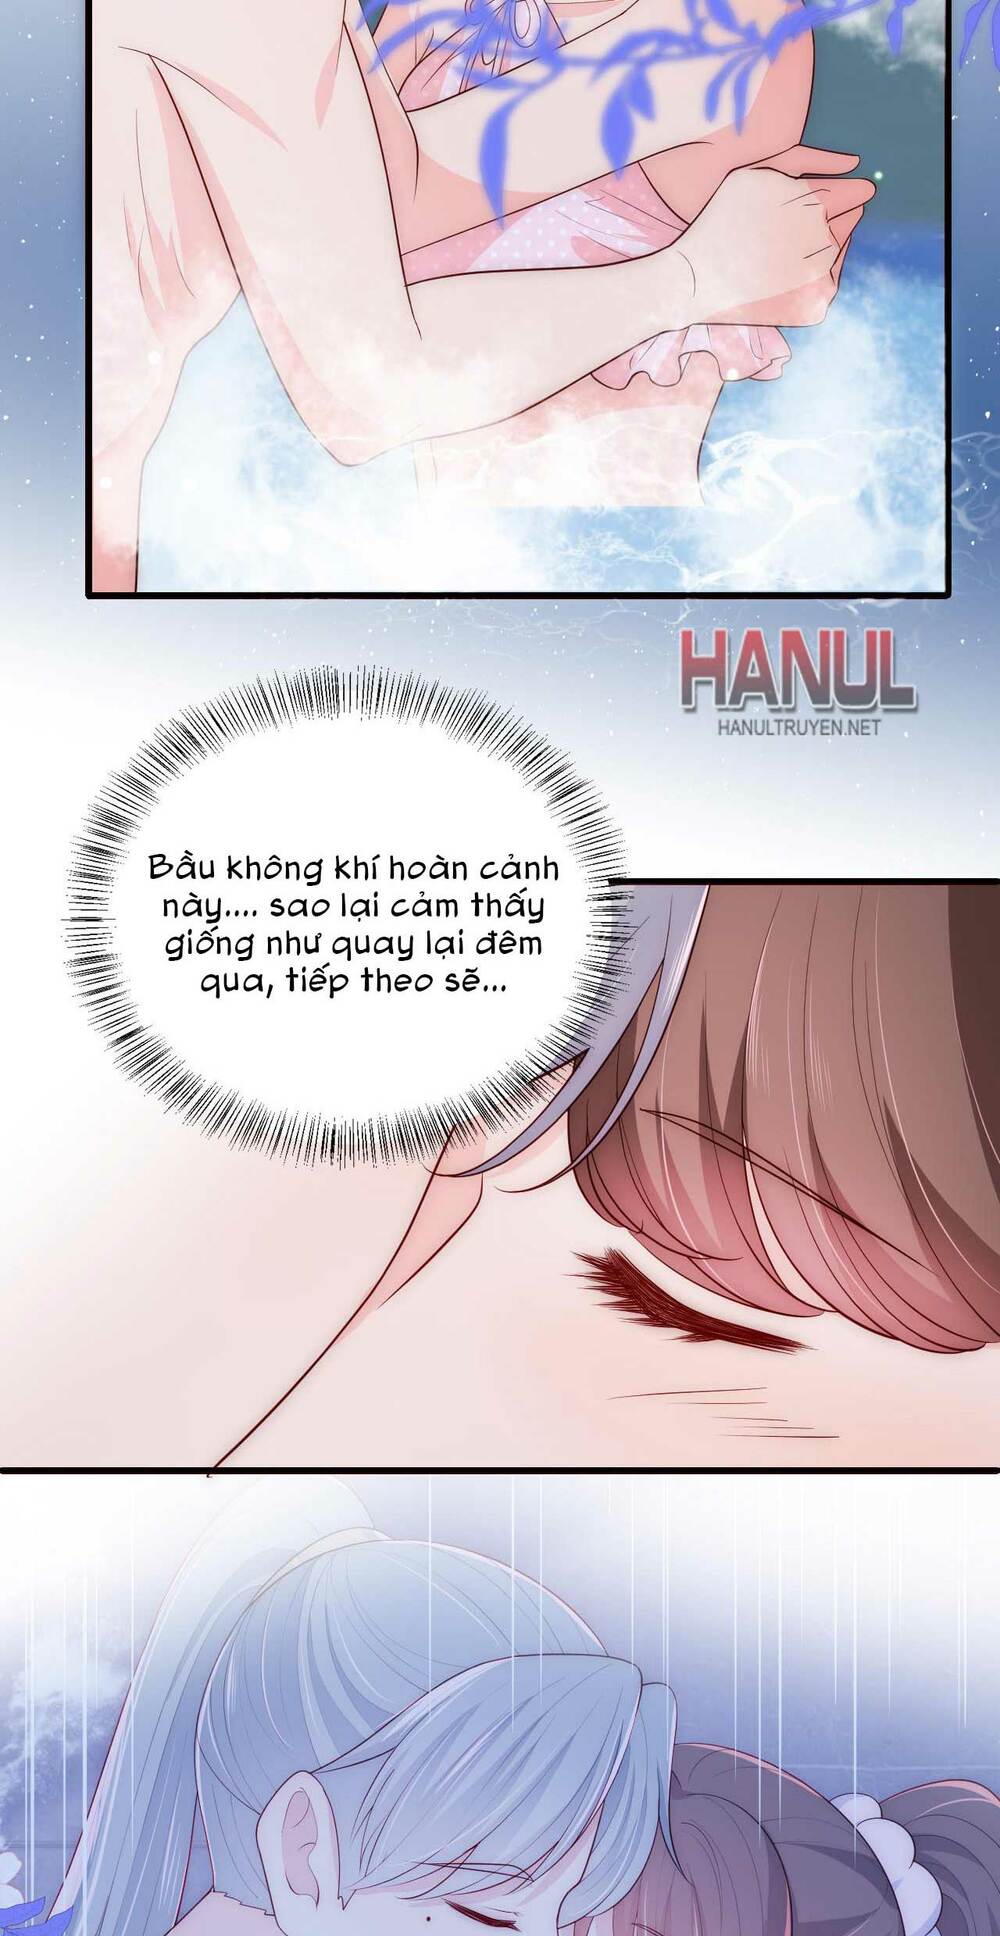 HANUL
HANULTRUYEN.NET
Bầu không khí hoàn cảnh
này.... sao lại cảm thấy
giống như quay lại đêm
qua, tiếp theo sẽ...